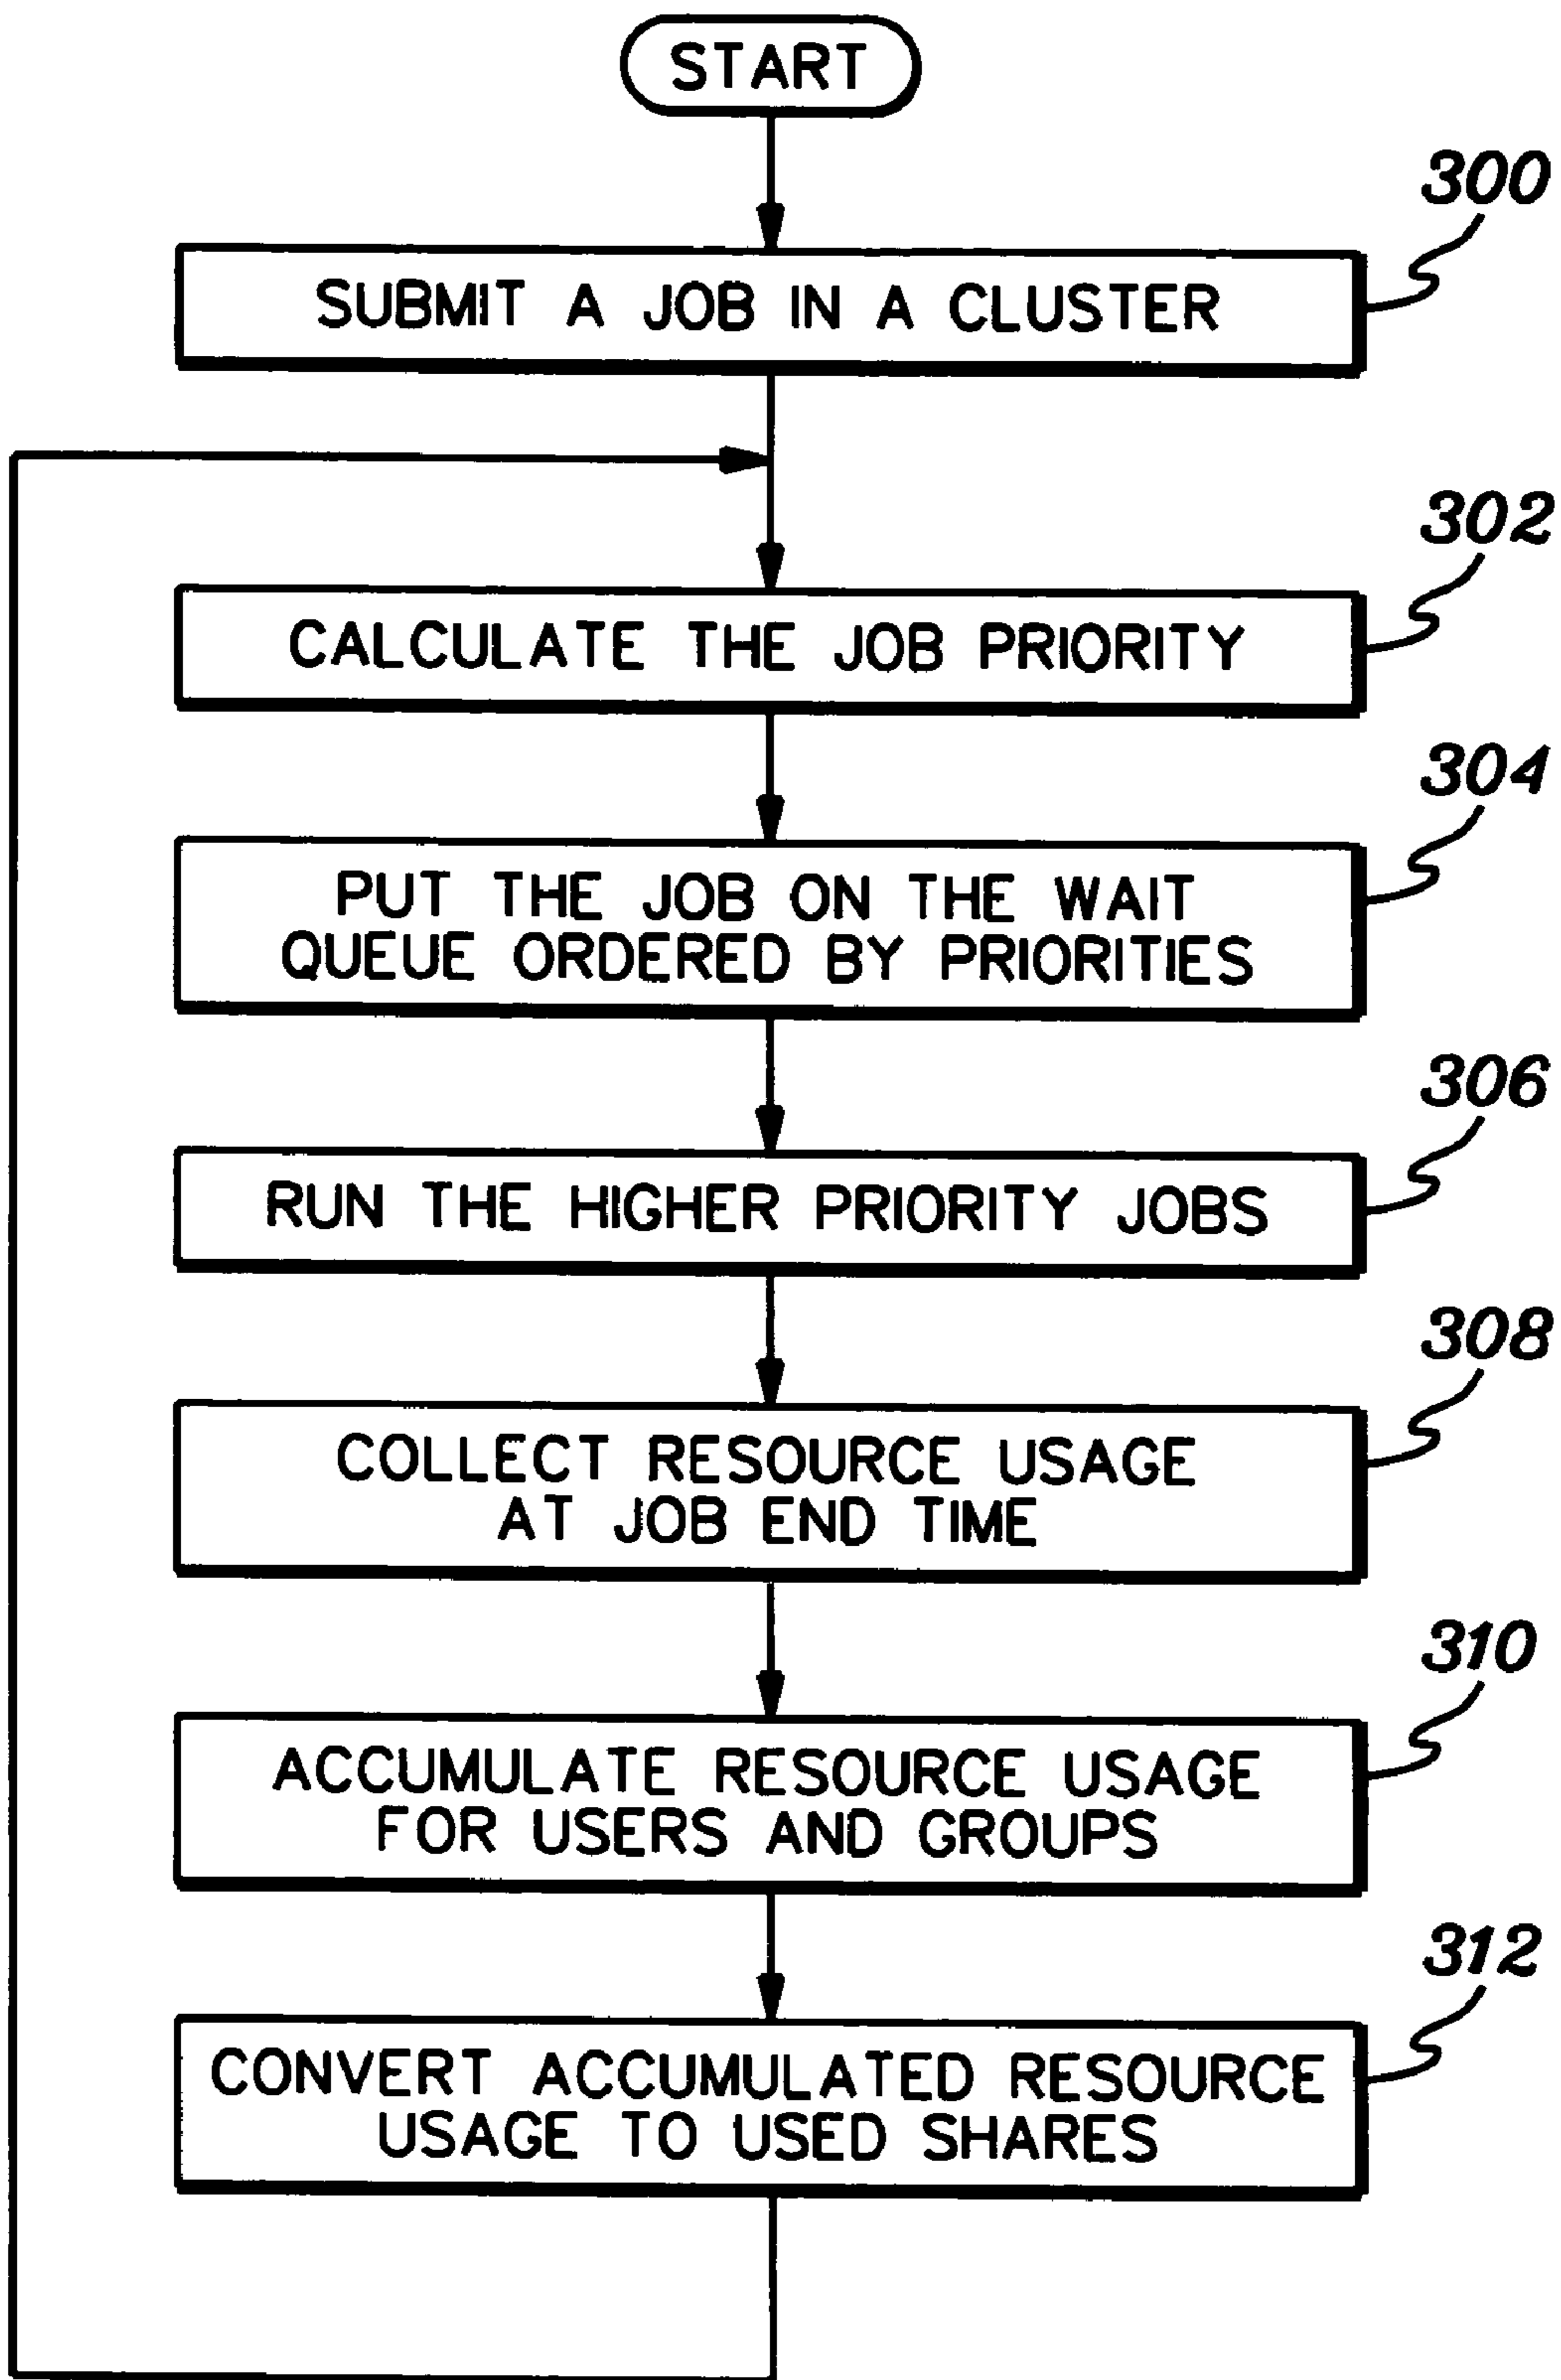 START
300
SUBMIT A JOB IN A CLUSTER
302
CALCULATE THE JOB PRIORITY
304
PUT THE JOB ON THE WAIT
QUEUE ORDERED BY PRIORITIES
306
RUN THE HIGHER PRIORITY JOBS
308
COLLECT RESOURCE USAGE
AT JOB END TIME
310
ACCUMULATE RESOURCE USAGE
FOR USERS AND GROUPS
312
CONVERT ACCUMULATED RESOURCE
USAGE TO USED SHARES